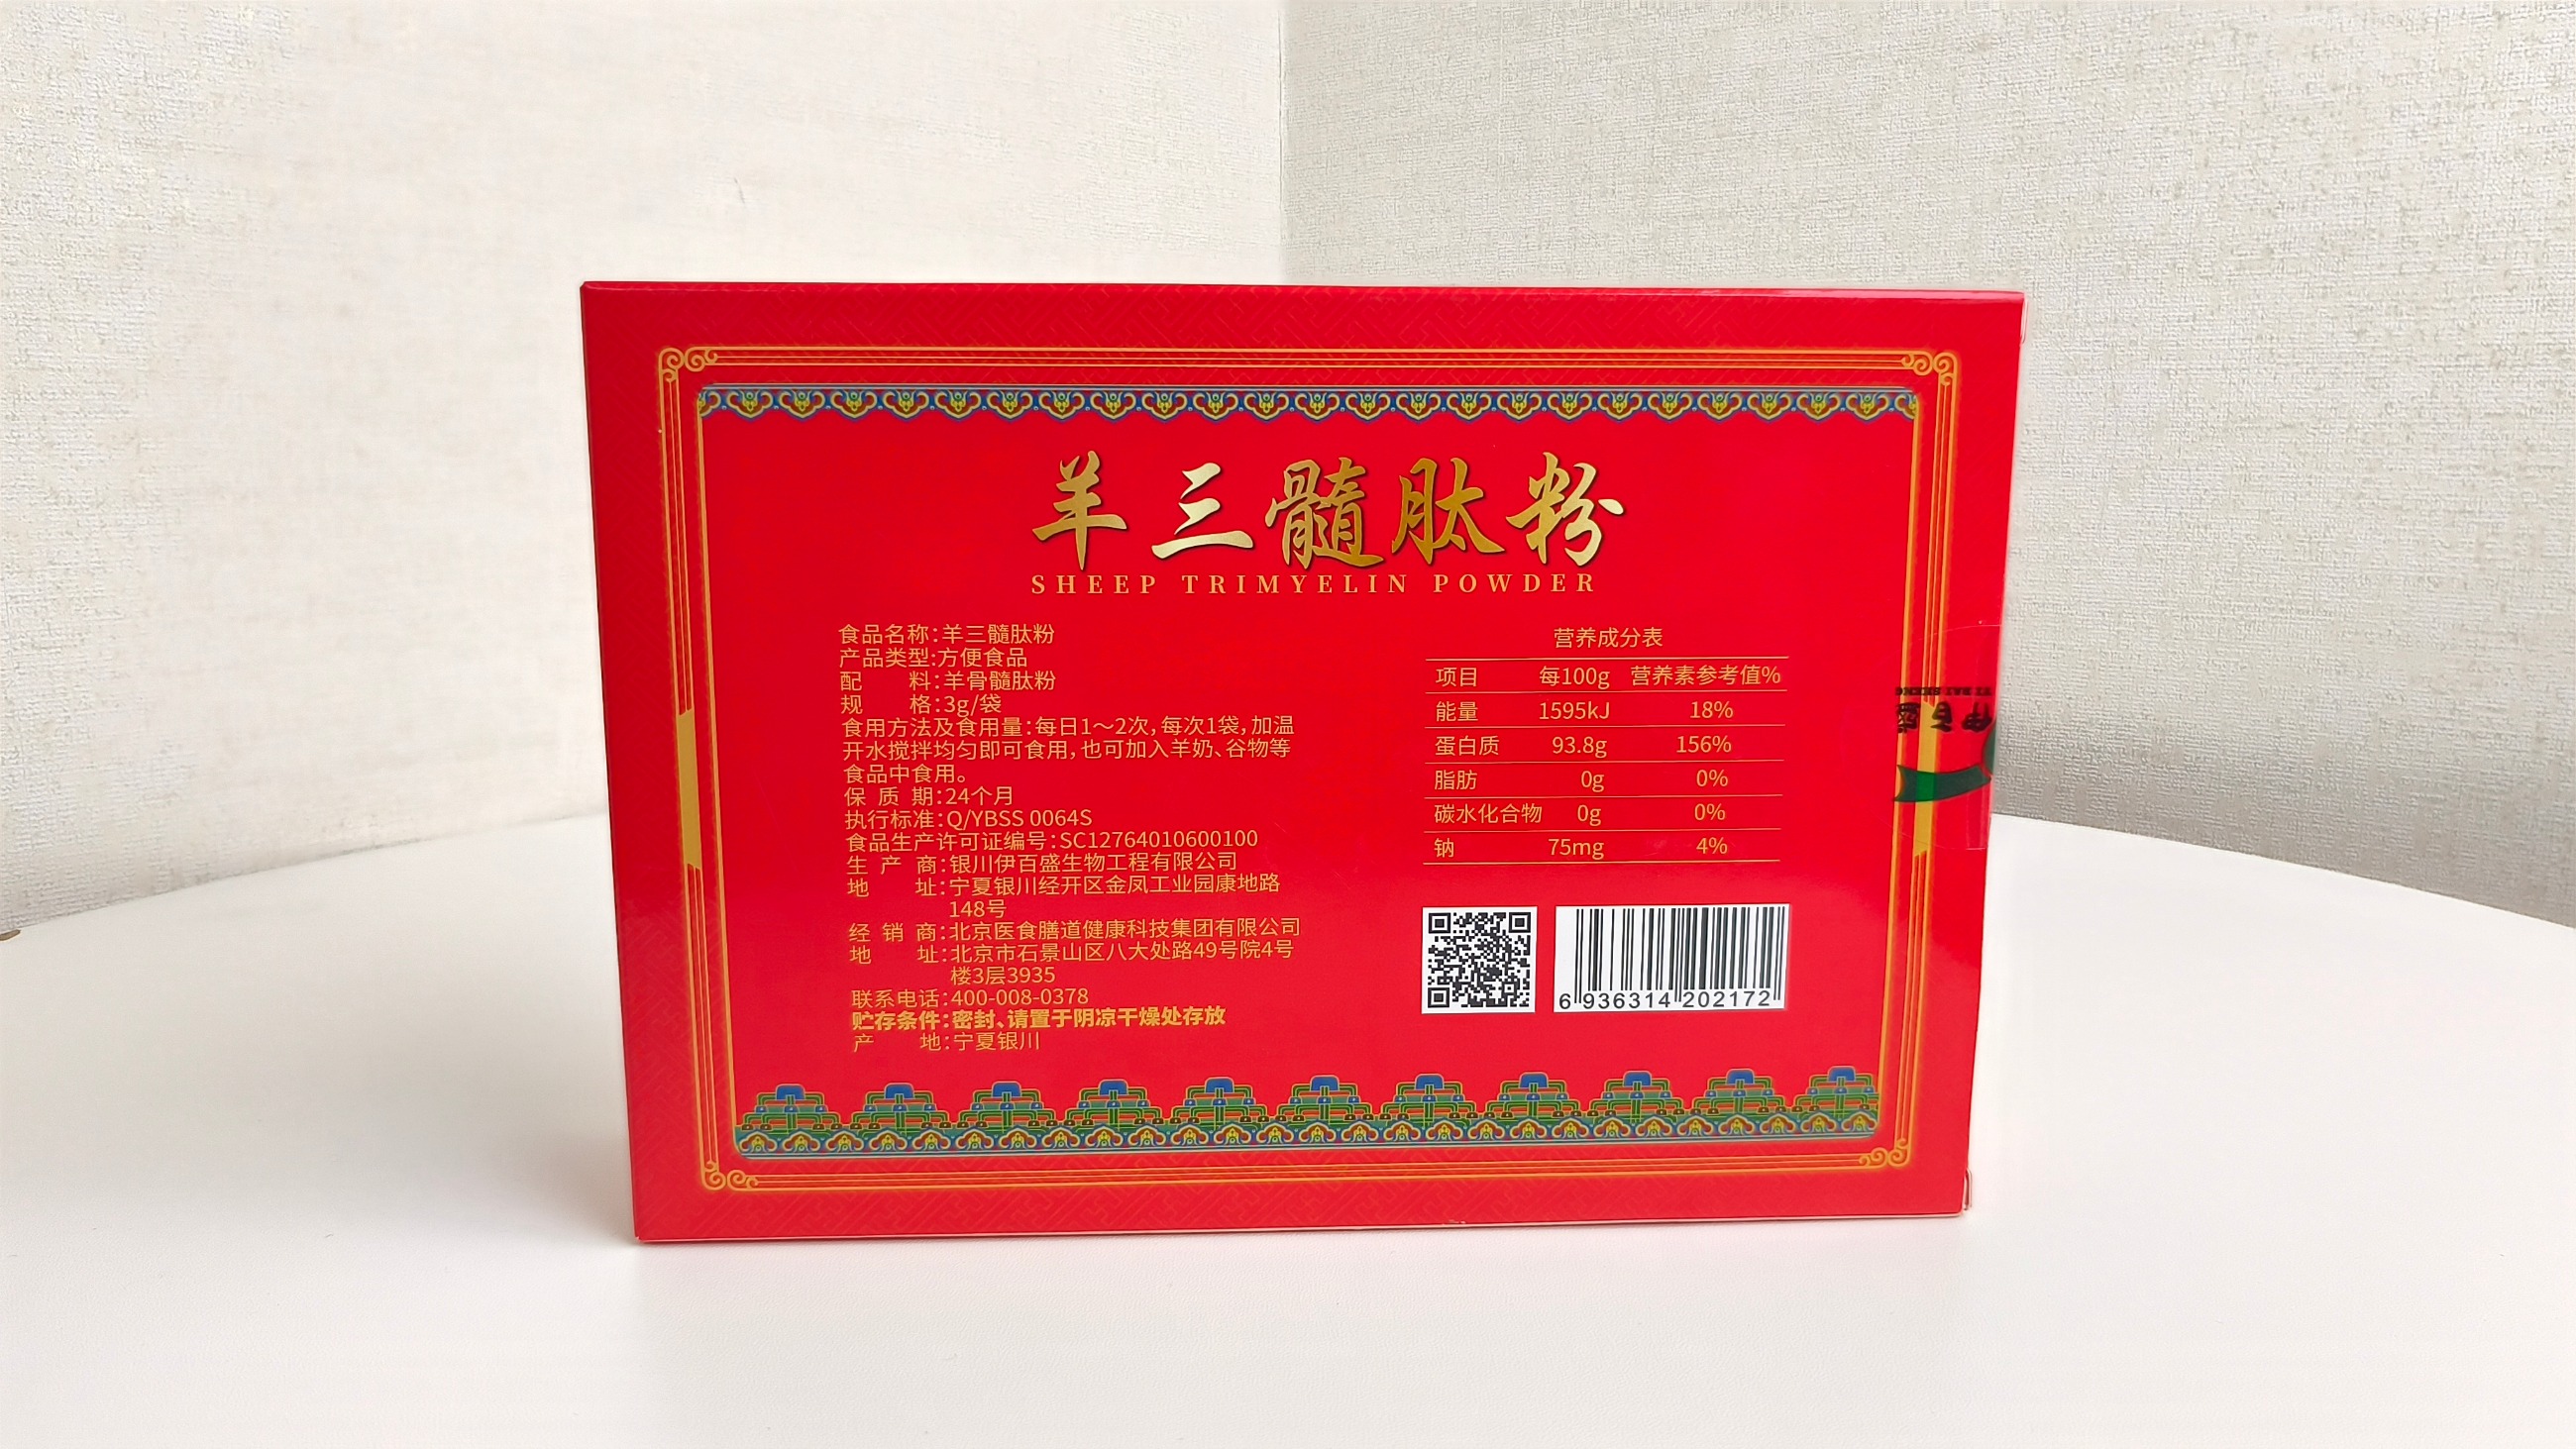 羊三髓肽粉
SHEEP TRIMYELIN POWDER
食品名称:羊三髓肽粉
产品类型:方便食品
配 料:羊骨髓肽粉
规 格:3g/袋
食用方法及食用量:每日1～2次,每次1袋,加温
开水搅拌均匀即可食用,也可加入羊奶、谷物等
食品中食用。
保 质 期:24个月
执行标准:Q/YBSS 0064S
食品生产许可证编号:SC12764010600100
生 产 商:银川伊百盛生物工程有限公司
地 址:宁夏银川经开区金凤工业园康地路
148号
经 销 商:北京医食膳道健康科技集团有限公司
地 址:北京市石景山区八大处路49号院4号
楼3层3935
联系电话:400-008-0378
贮存条件:密封、请置于阴凉干燥处存放
产 地:宁夏银川
营养成分表
项目 每100g 营养素参考值%
能量 1595kJ 18%
蛋白质 93.8g 156%
脂肪 0g 0%
碳水化合物 0g 0%
钠 75mg 4%
6 936314 202172
YI BAI SHENG
伊百盛